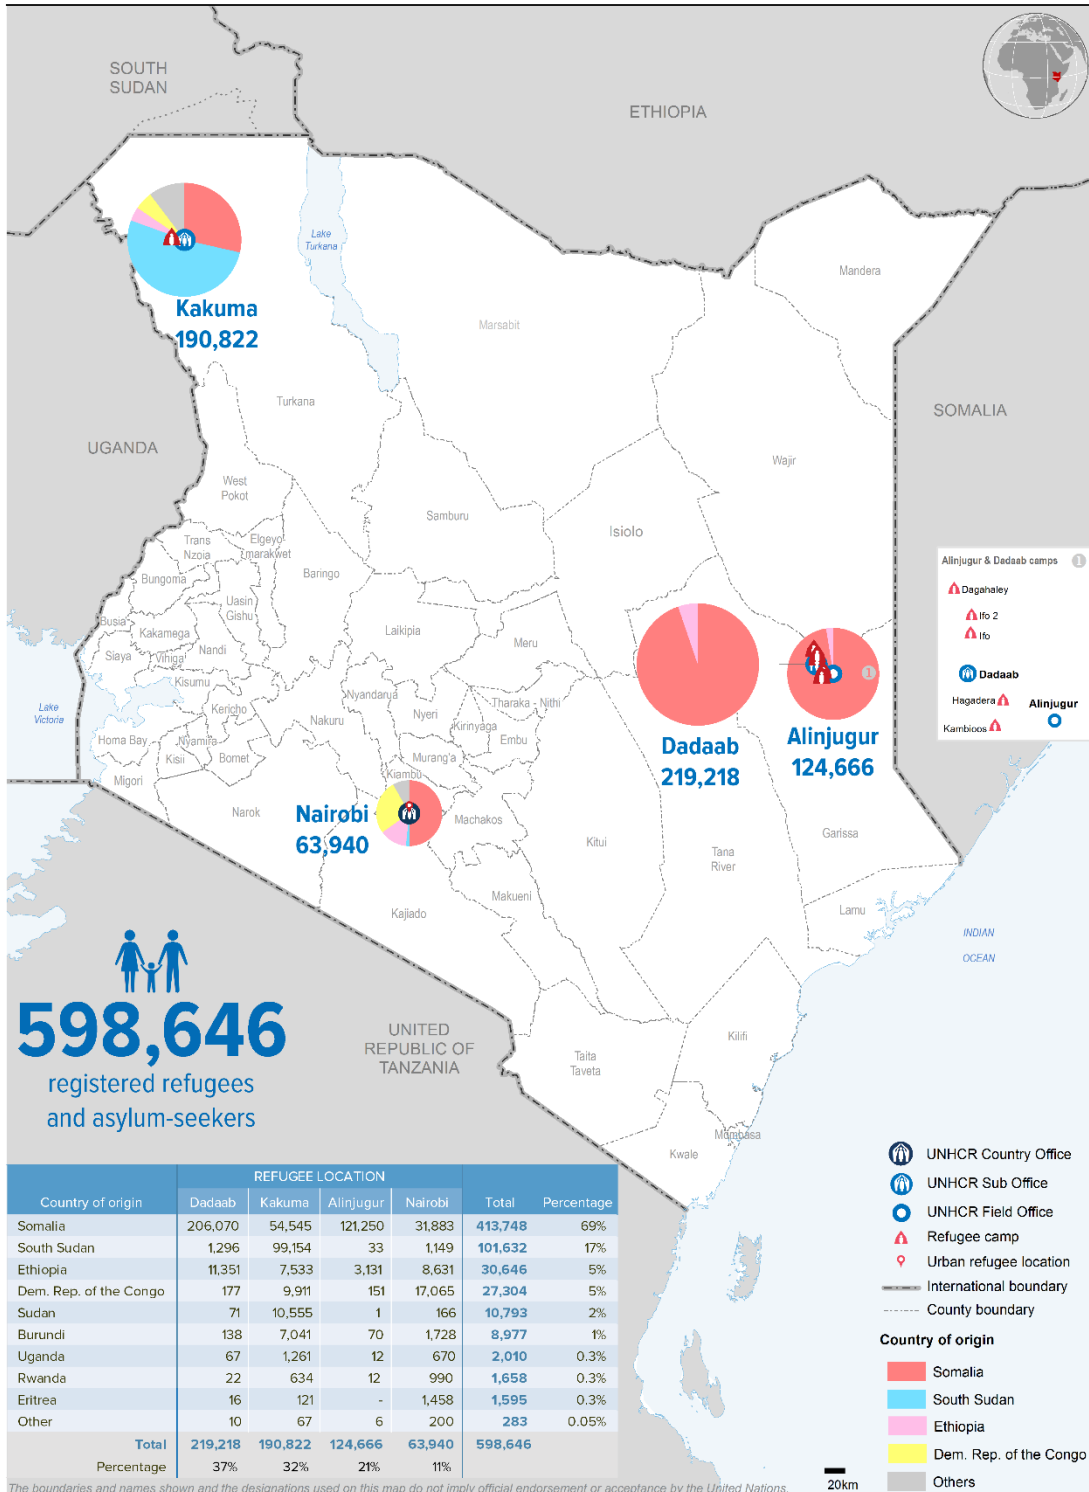 SOUTH
SUDAN
ETHIOPIA
Lake
Turkana
Mandera
Kakuma
190,822
Marsabit
Turkana
SOMALIA
UGANDA
Wajir
West
Pokot
Samburu
Isiolo
Trans
Nzoia
Elgeyo-
marakwet
Baringo
Bungoma
Uasin
Gishu
Busia
Kakamega
Laikipia
Meru
Siaya
Vihiga
Nandi
Kisumu
Lake
Victoria
Kericho
Nyandarua
Nyeri
Tharaka - Nithi
Nakuru
Kirinyaga
Embu
Homa Bay
Nyamira
Kisii
Bomet
Murang'a
Kiambu
Migori
Narok
Nairobi
63,940
Machakos
Kitui
Dadaab
219,218
Alinjugur
124,666
1
Tana
River
Garissa
Makueni
Kajiado
Lamu
INDIAN
OCEAN
Alinjugur & Dadaab camps 1
Dagahaley
Ifo 2
Ifo
Dadaab
Hagadera
Alinjugur
Kambioos
598,646
registered refugees
and asylum-seekers
UNITED
REPUBLIC OF
TANZANIA
Kilifi
Taita
Taveta
Mombasa
Kwale
REFUGEE LOCATION
Country of origin Dadaab Kakuma Alinjugur Nairobi Total Percentage
Somalia 206,070 54,545 121,250 31,883 413,748 69%
South Sudan 1,296 99,154 33 1,149 101,632 17%
Ethiopia 11,351 7,533 3,131 8,631 30,646 5%
Dem. Rep. of the Congo 177 9,911 151 17,065 27,304 5%
Sudan 71 10,555 1 166 10,793 2%
Burundi 138 7,041 70 1,728 8,977 1%
Uganda 67 1,261 12 670 2,010 0.3%
Rwanda 22 634 12 990 1,658 0.3%
Eritrea 16 121 - 1,458 1,595 0.3%
Other 10 67 6 200 283 0.05%
Total 219,218 190,822 124,666 63,940 598,646
Percentage 37% 32% 21% 11%
UNHCR Country Office
UNHCR Sub Office
UNHCR Field Office
Refugee camp
Urban refugee location
International boundary
County boundary
Country of origin
Somalia
South Sudan
Ethiopia
Dem. Rep. of the Congo
Others
20km
The boundaries and names shown and the designations used on this map do not imply official endorsement or acceptance by the United Nations.